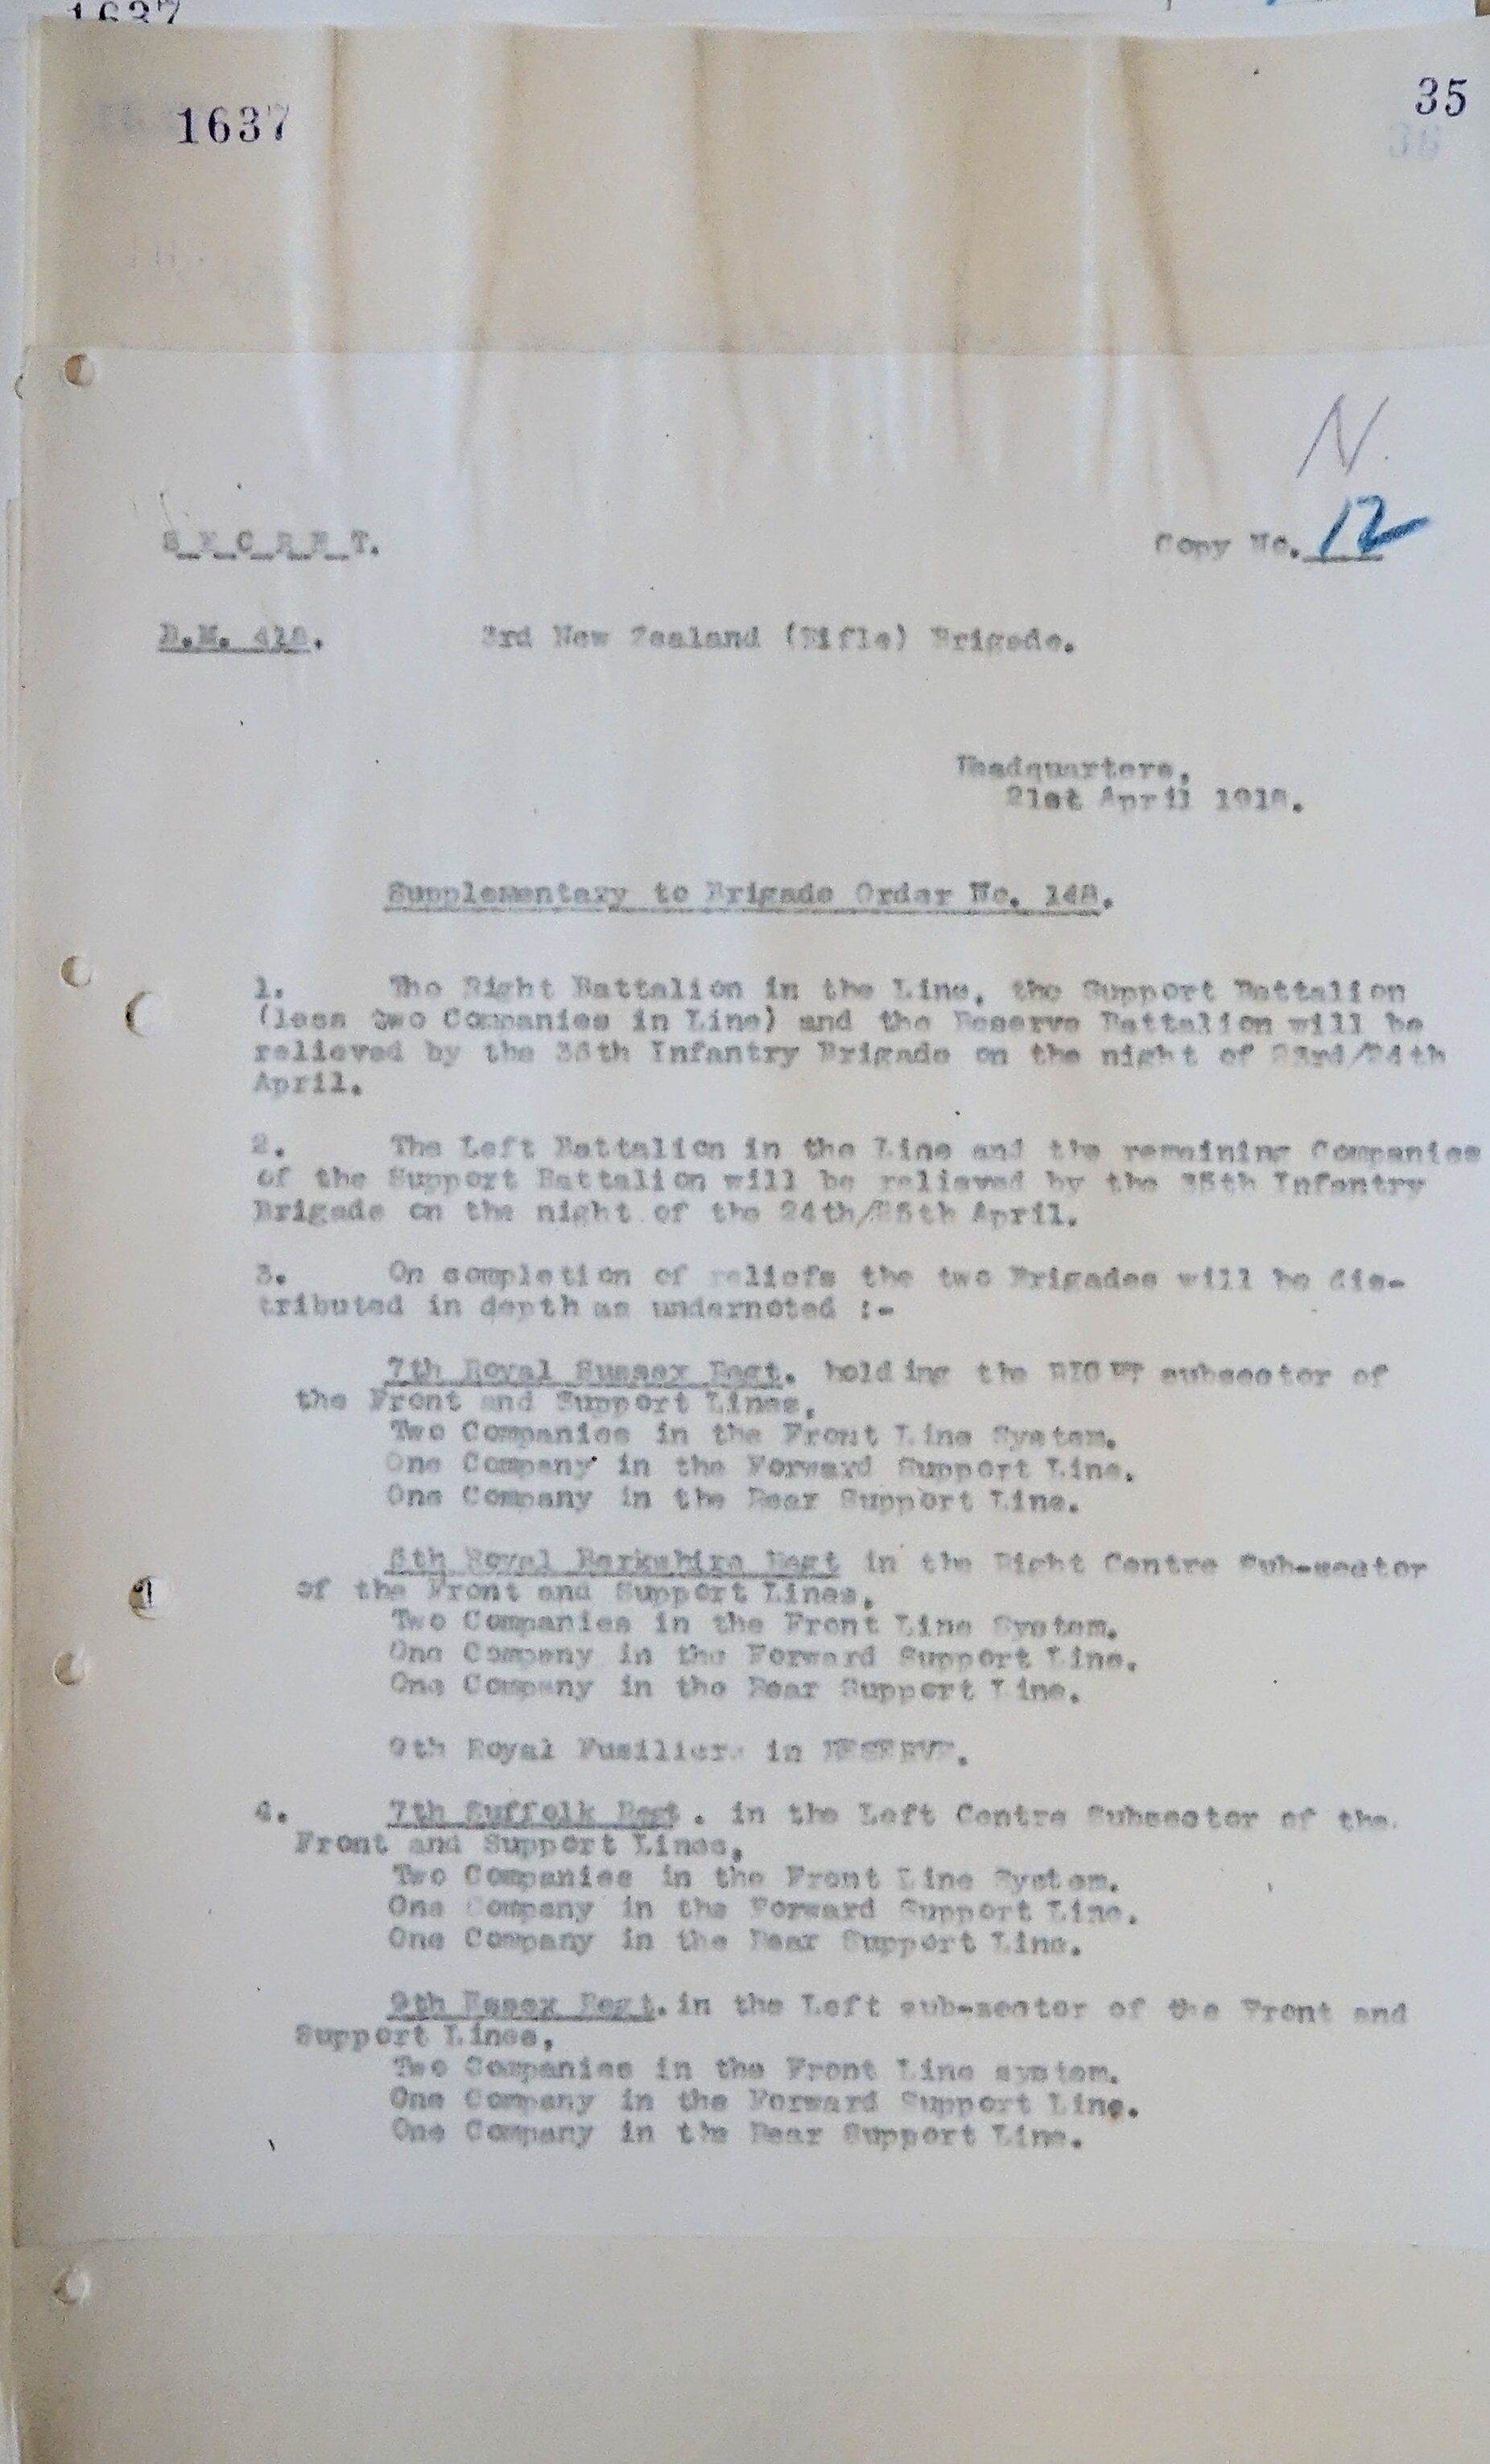 1637
1637
35
36
N.
S_E_C_R_E_T.
Copy No. 12
B.M. 418.
3rd New Zealand (Rifle) Brigade.
Headquarters,
21st April 1918.
Supplementary to Brigade Order No. 148.
1. The Right Battalion in the Line, the Support Battalion
(less two Companies in Line) and the Reserve Battalion will be
relieved by the 36th Infantry Brigade on the night of 23rd/24th
April.
2. The Left Battalion in the Line and the remaining Companies
of the Support Battalion will be relieved by the 35th Infantry
Brigade on the night of the 24th/25th April.
3. On completion of reliefs the two Brigades will be dis-
tributed in depth as undernoted :-
7th Royal Sussex Regt. holding the RIGHT subsector of
the Front and Support Lines,
Two Companies in the Front Line System.
One Company in the Forward Support Line.
One Company in the Rear Support Line.
5th Royal Berkshire Regt in the Right Centre Sub-sector
of the Front and Support Lines,
Two Companies in the Front Line System.
One Company in the Forward Support Line.
One Company in the Rear Support Line.
9th Royal Fusiliers in RESERVE.
4. 7th Suffolk Regt. in the Left Centre Subsector of the
Front and Support Lines,
Two Companies in the Front Line System.
One Company in the Forward Support Line.
One Company in the Rear Support Line.
9th Essex Regt. in the Left sub-sector of the Front and
Support Lines,
Two Companies in the Front Line system.
One Company in the Forward Support Line.
One Company in the Rear Support Line.